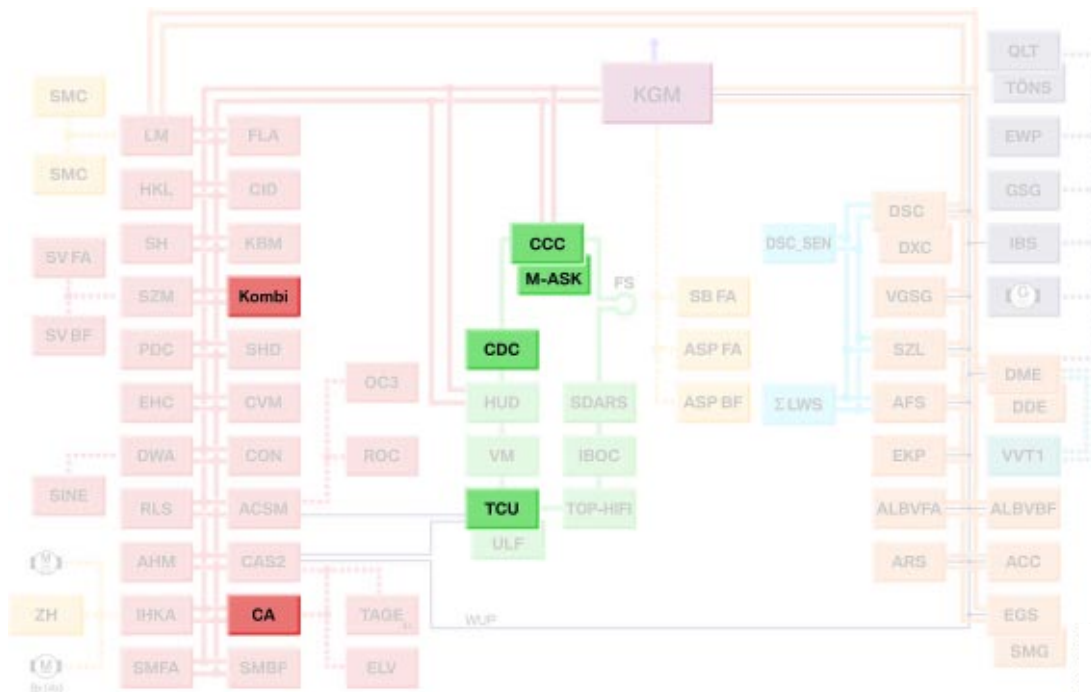 QLT
KGM
TÖNS
SMC
LM
FLA
EWP
SMC
HKL
CID
GSG
DSC
SH
KBM
CCC
DSC_SEN
DXC
IBS
SV FA
M-ASK
FS
SZM
Kombi
SB FA
VGSG
G
SV BF
PDC
SHD
CDC
ASP FA
SZL
DME
OC3
EHC
CVM
HUD
SDARS
ASP BF
Σ LWS
AFS
DDE
DWA
CON
ROC
VM
IBOC
EKP
VVT1
SINE
RLS
ACSM
TCU
TOP-HIFI
ALBVFA
ALBVBF
ULF
M
AHM
CAS2
ARS
ACC
ZH
IHKA
CA
TAGE
WUP
EGS
M
SMFA
SMBF
ELV
SMG